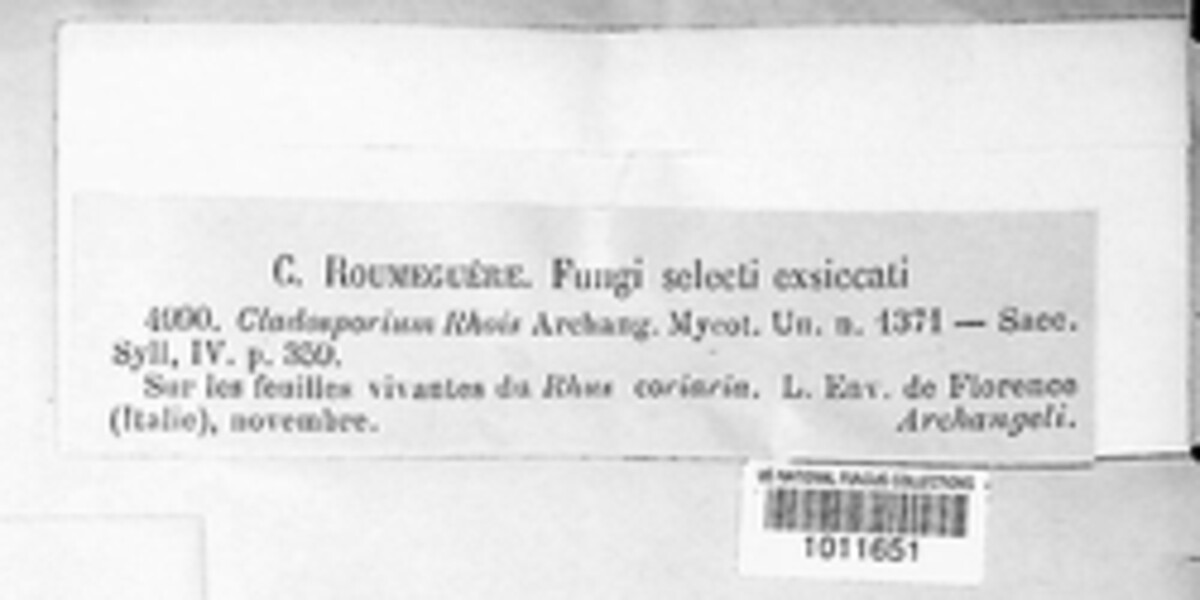 C. ROUMEGUÈRE. Fungi selecti exsiccati
4090. Cladosporium Rhois Archang. Mycot. Un. n. 1371 — Sacc.
Syll, IV. p. 350.
Sur les feuilles vivantes du Rhus coriaria. L. Env. de Florence
(Italie), novembre. Archangeli.
US NATIONAL FUNGUS COLLECTIONS
1011651